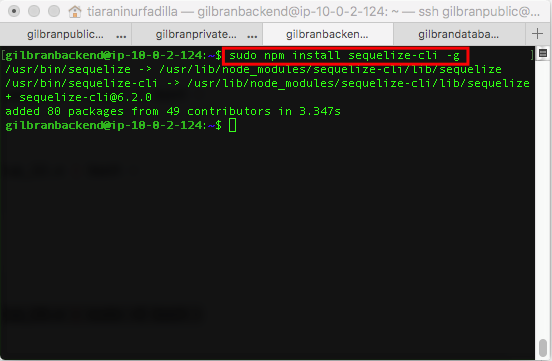 tiaraninurfadilla — gilbranbackend@ip-10-0-2-124: ~ — ssh gilbranpublic@...
gilbranpublic... ••• gilbranprivate... ••• gilbranbacken... gilbrandataba... +
[gilbranbackend@ip-10-0-2-124:~$ sudo npm install sequelize-cli -g ]
/usr/bin/sequelize -> /usr/lib/node_modules/sequelize-cli/lib/sequelize
/usr/bin/sequelize-cli -> /usr/lib/node_modules/sequelize-cli/lib/sequelize
+ sequelize-cli@6.2.0
added 80 packages from 49 contributors in 3.347s
gilbranbackend@ip-10-0-2-124:~$